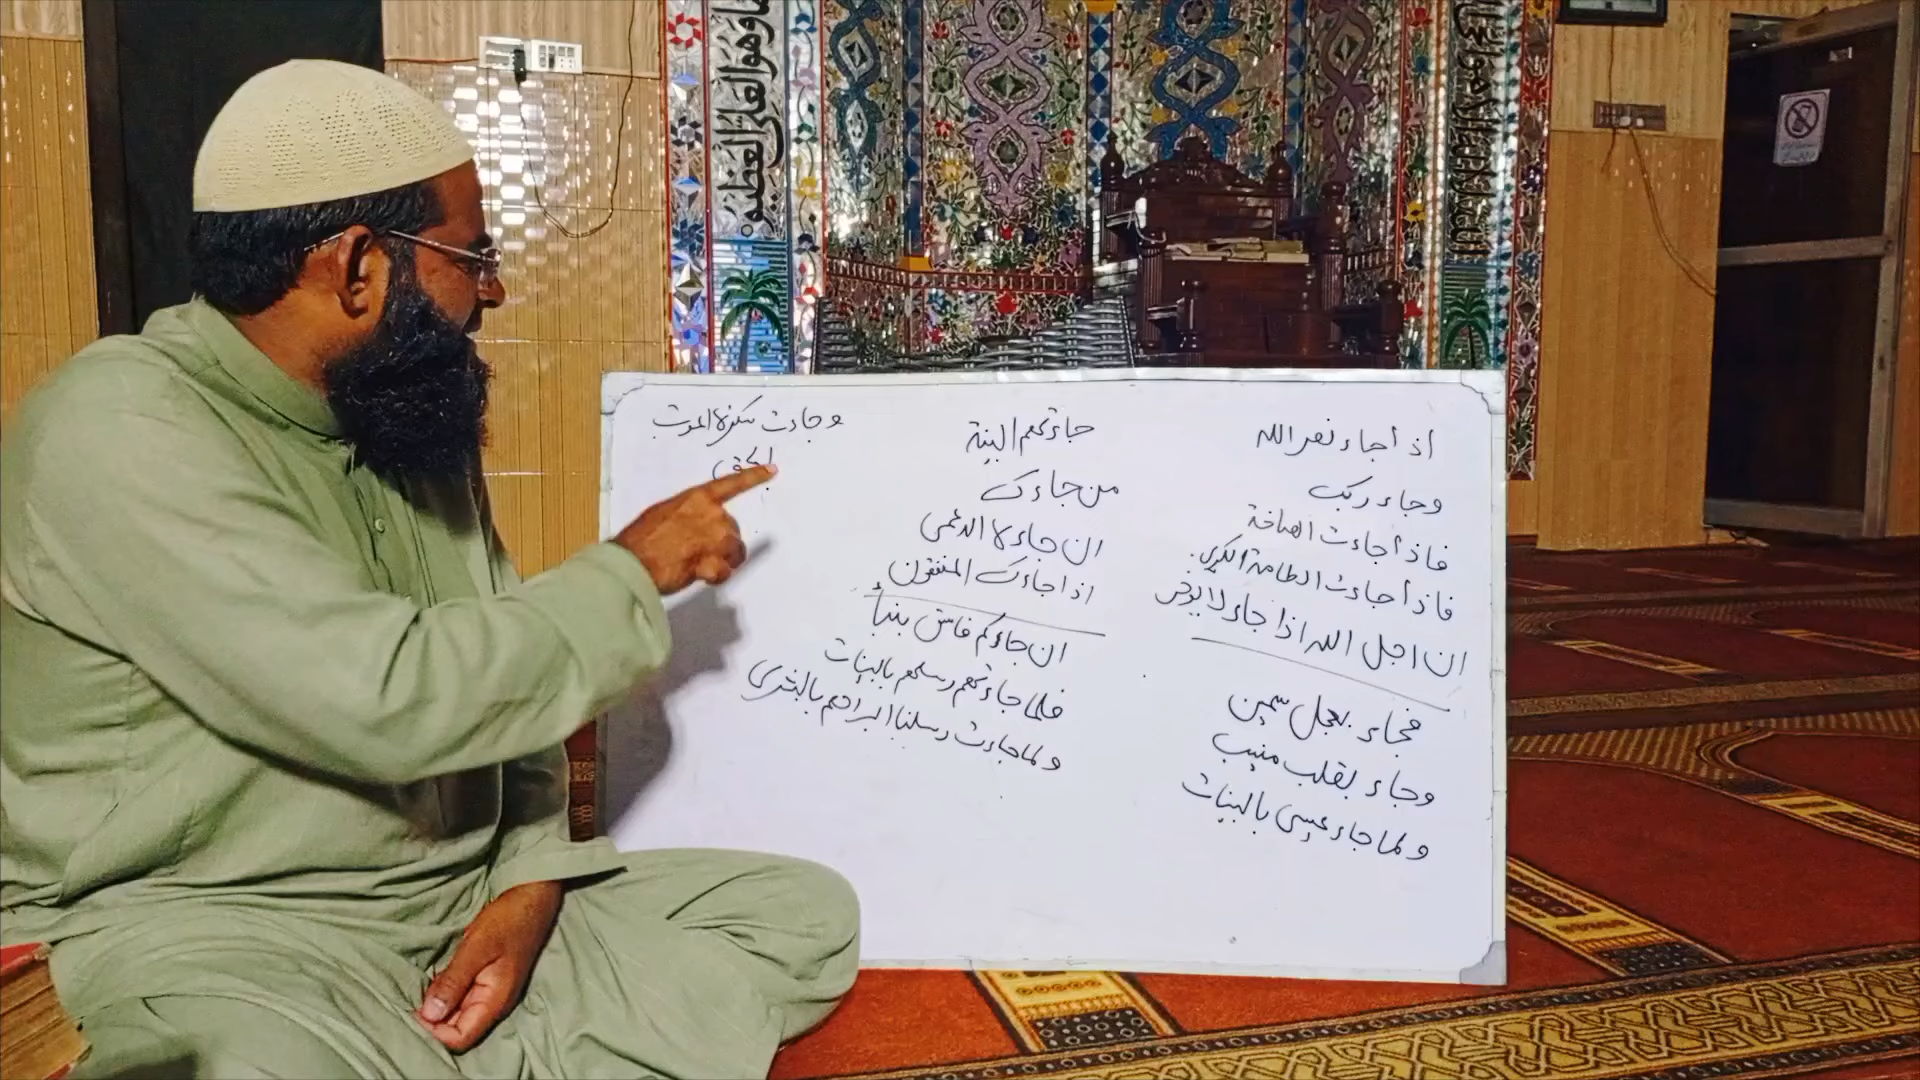 اذا جاء نصر الله
وجاء ربك
فاذا جاءت الصاخة
فاذا جاءت الطامة الكبرى
ان اجل الله اذا جاء لا يؤخر
فجاء بعجل سمين
وجاء بقلب منيب
ولما جاء عيسى بالبينات
جاءتهم البينة
من جاءك
ان جاءه الاعمى
اذا جاءك المنفقون
ان جاءكم فاسق بنبأ
فلما جاءتهم رسلهم بالبينات
ولما جاءت رسلنا ابراهيم بالبشرى
وجاءت سكرة الموت
بالحق